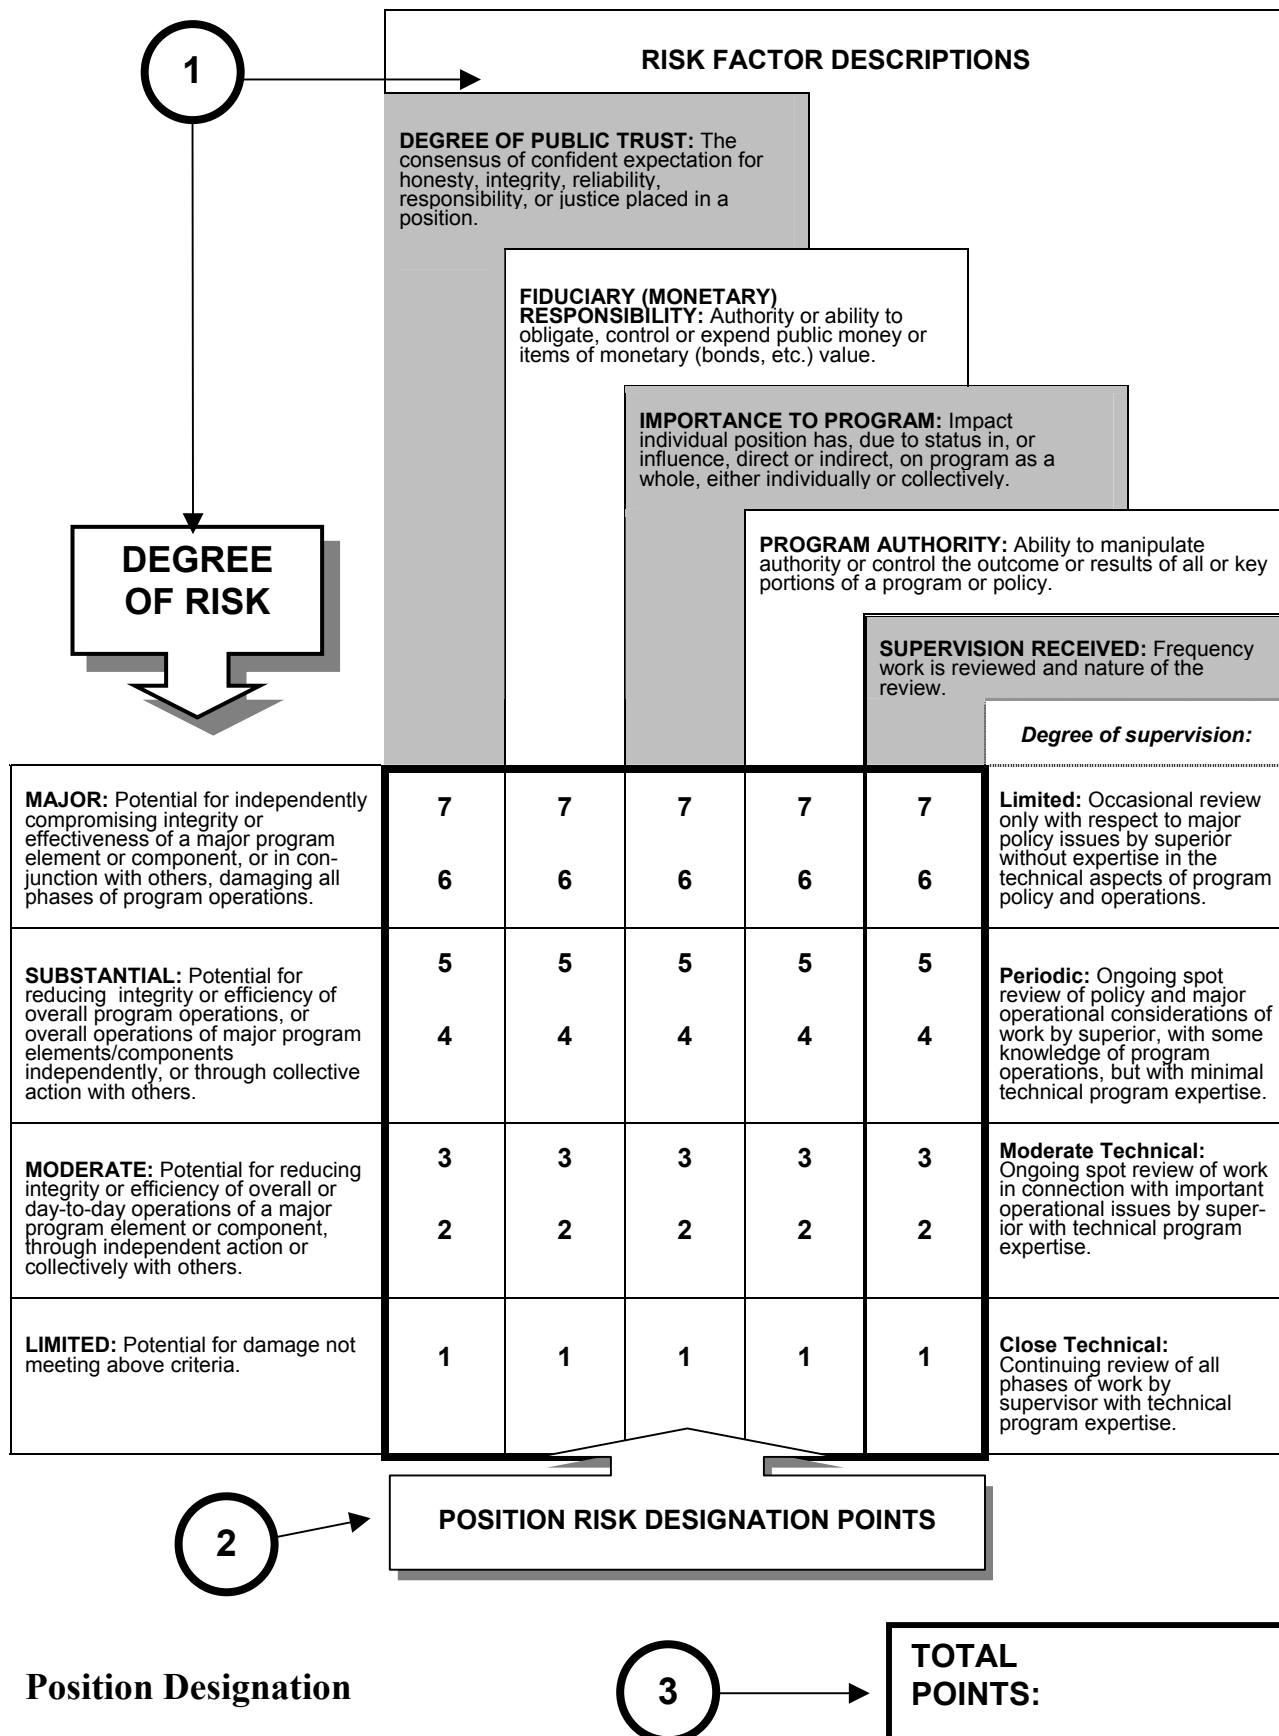 1
RISK FACTOR DESCRIPTIONS
DEGREE OF PUBLIC TRUST: The
consensus of confident expectation for
honesty, integrity, reliability,
responsibility, or justice placed in a
position.
FIDUCIARY (MONETARY)
RESPONSIBILITY: Authority or ability to
obligate, control or expend public money or
items of monetary (bonds, etc.) value.
IMPORTANCE TO PROGRAM: Impact
individual position has, due to status in, or
influence, direct or indirect, on program as a
whole, either individually or collectively.
PROGRAM AUTHORITY: Ability to manipulate
authority or control the outcome or results of all or key
portions of a program or policy.
SUPERVISION RECEIVED: Frequency
work is reviewed and nature of the
review.
Degree of supervision:
DEGREE
OF RISK
MAJOR: Potential for independently
compromising integrity or
effectiveness of a major program
element or component, or in con-
junction with others, damaging all
phases of program operations.
7 7 7 7 7
6 6 6 6 6
Limited: Occasional review
only with respect to major
policy issues by superior
without expertise in the
technical aspects of program
policy and operations.
SUBSTANTIAL: Potential for
reducing integrity or efficiency of
overall program operations, or
overall operations of major program
elements/components
independently, or through collective
action with others.
5 5 5 5 5
4 4 4 4 4
Periodic: Ongoing spot
review of policy and major
operational considerations of
work by superior, with some
knowledge of program
operations, but with minimal
technical program expertise.
MODERATE: Potential for reducing
integrity or efficiency of overall or
day-to-day operations of a major
program element or component,
through independent action or
collectively with others.
3 3 3 3 3
2 2 2 2 2
Moderate Technical:
Ongoing spot review of work
in connection with important
operational issues by super-
ior with technical program
expertise.
LIMITED: Potential for damage not
meeting above criteria.
1 1 1 1 1
Close Technical:
Continuing review of all
phases of work by
supervisor with technical
program expertise.
2
POSITION RISK DESIGNATION POINTS
Position Designation
3
TOTAL
POINTS: